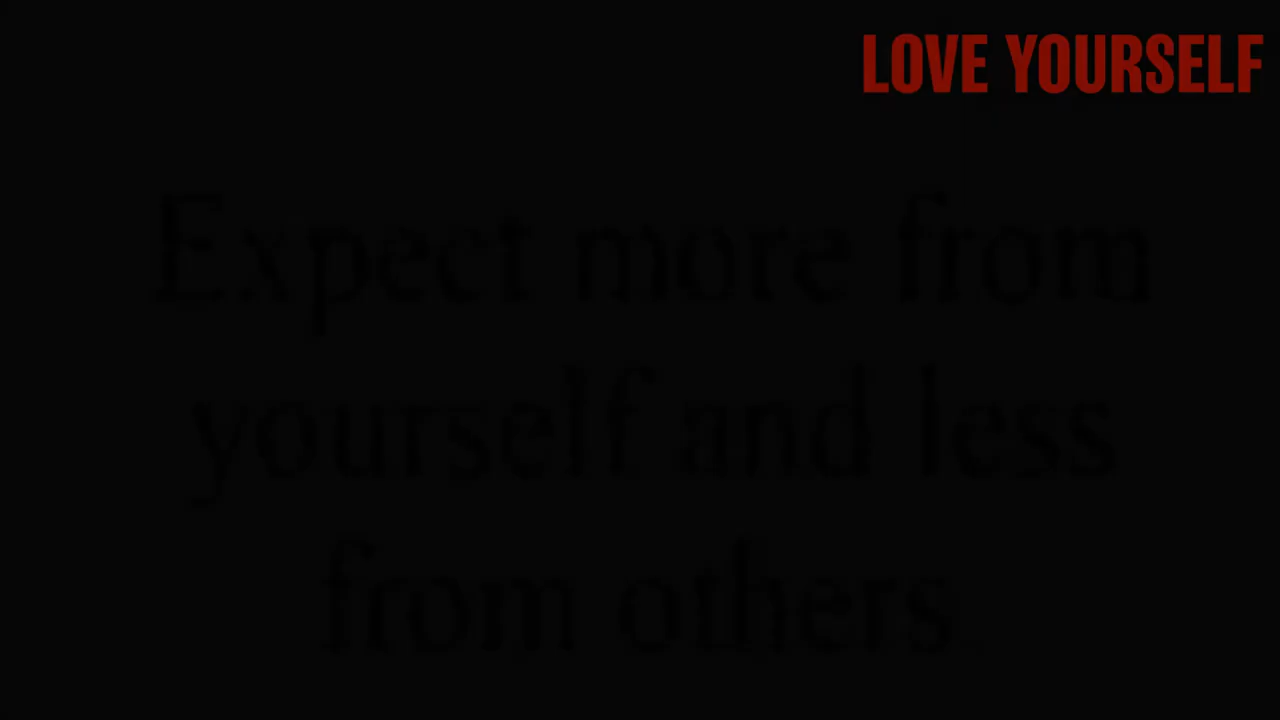 LOVE YOURSELF
Expect more from
yourself and less
from others.